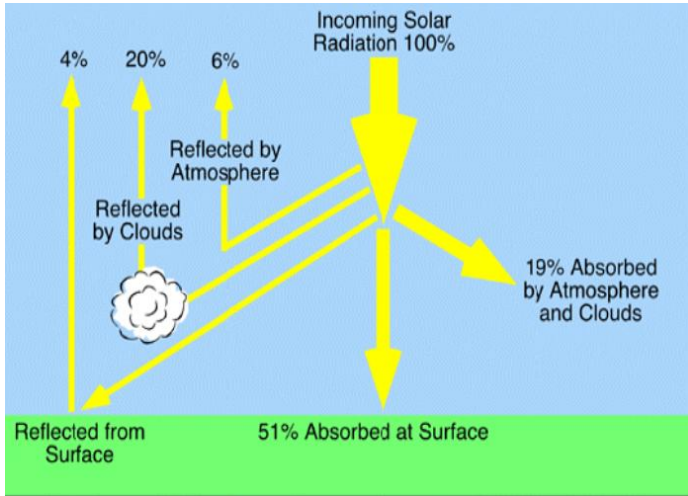 Incoming Solar
Radiation 100%
4%
20%
6%
Reflected by
Atmosphere
Reflected
by Clouds
19% Absorbed
by Atmosphere
and Clouds
Reflected from
Surface
51% Absorbed at Surface